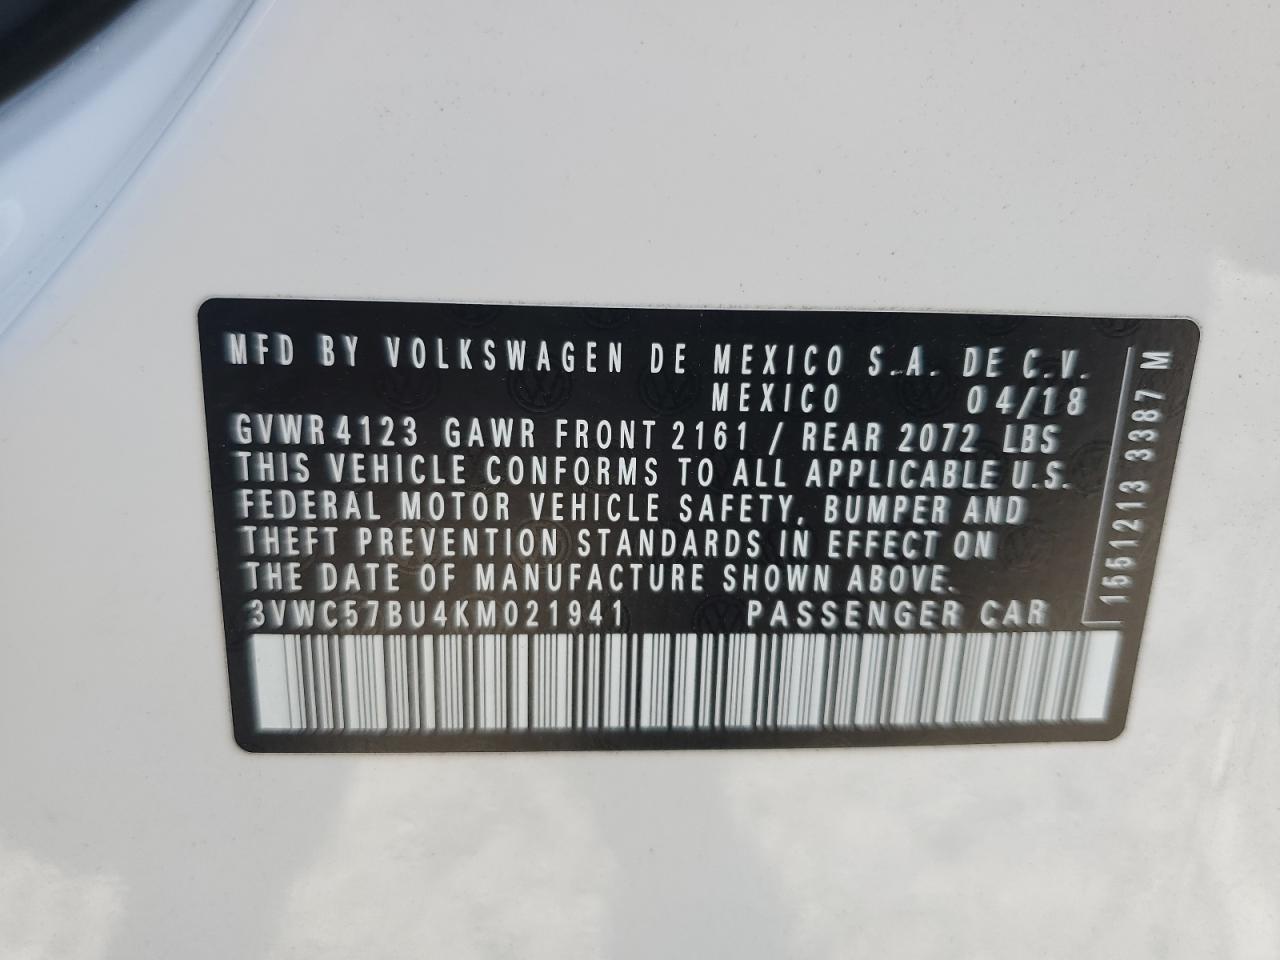 MFD BY VOLKSWAGEN DE MEXICO S.A. DE C.V.
MEXICO 04/18
GVWR 4123 GAWR FRONT 2161 / REAR 2072 LBS
THIS VEHICLE CONFORMS TO ALL APPLICABLE U.S.
FEDERAL MOTOR VEHICLE SAFETY, BUMPER AND
THEFT PREVENTION STANDARDS IN EFFECT ON
THE DATE OF MANUFACTURE SHOWN ABOVE.
3VWC57BU4KM021941 PASSENGER CAR
1551213 3387 M